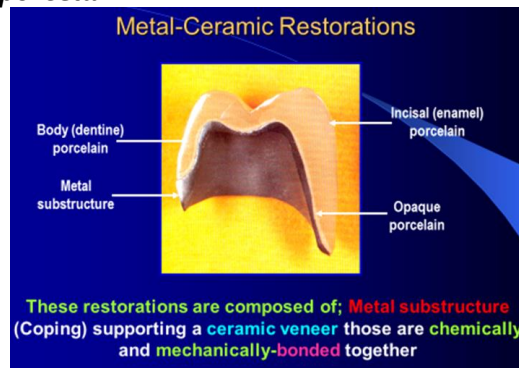 Metal-Ceramic Restorations
Body (dentine)
porcelain
Incisal (enamel)
porcelain
Metal
substructure
Opaque
porcelain
These restorations are composed of; Metal substructure
(Coping) supporting a ceramic veneer those are chemically
and mechanically-bonded together